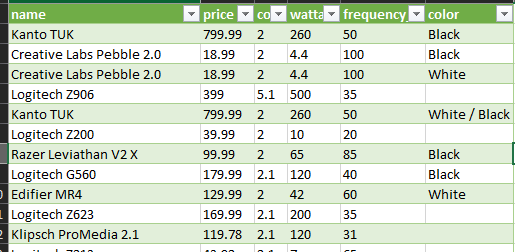 name price co watta frequency color
Kanto TUK 799.99 2 260 50 Black
Creative Labs Pebble 2.0 18.99 2 4.4 100 Black
Creative Labs Pebble 2.0 18.99 2 4.4 100 White
Logitech Z906 399 5.1 500 35
Kanto TUK 799.99 2 260 50 White / Black
Logitech Z200 39.99 2 10 20
Razer Leviathan V2 X 99.99 2 65 85 Black
Logitech G560 179.99 2.1 120 40 Black
Edifier MR4 129.99 2 42 60 White
Logitech Z623 169.99 2.1 200 35
Klipsch ProMedia 2.1 119.78 2.1 120 31